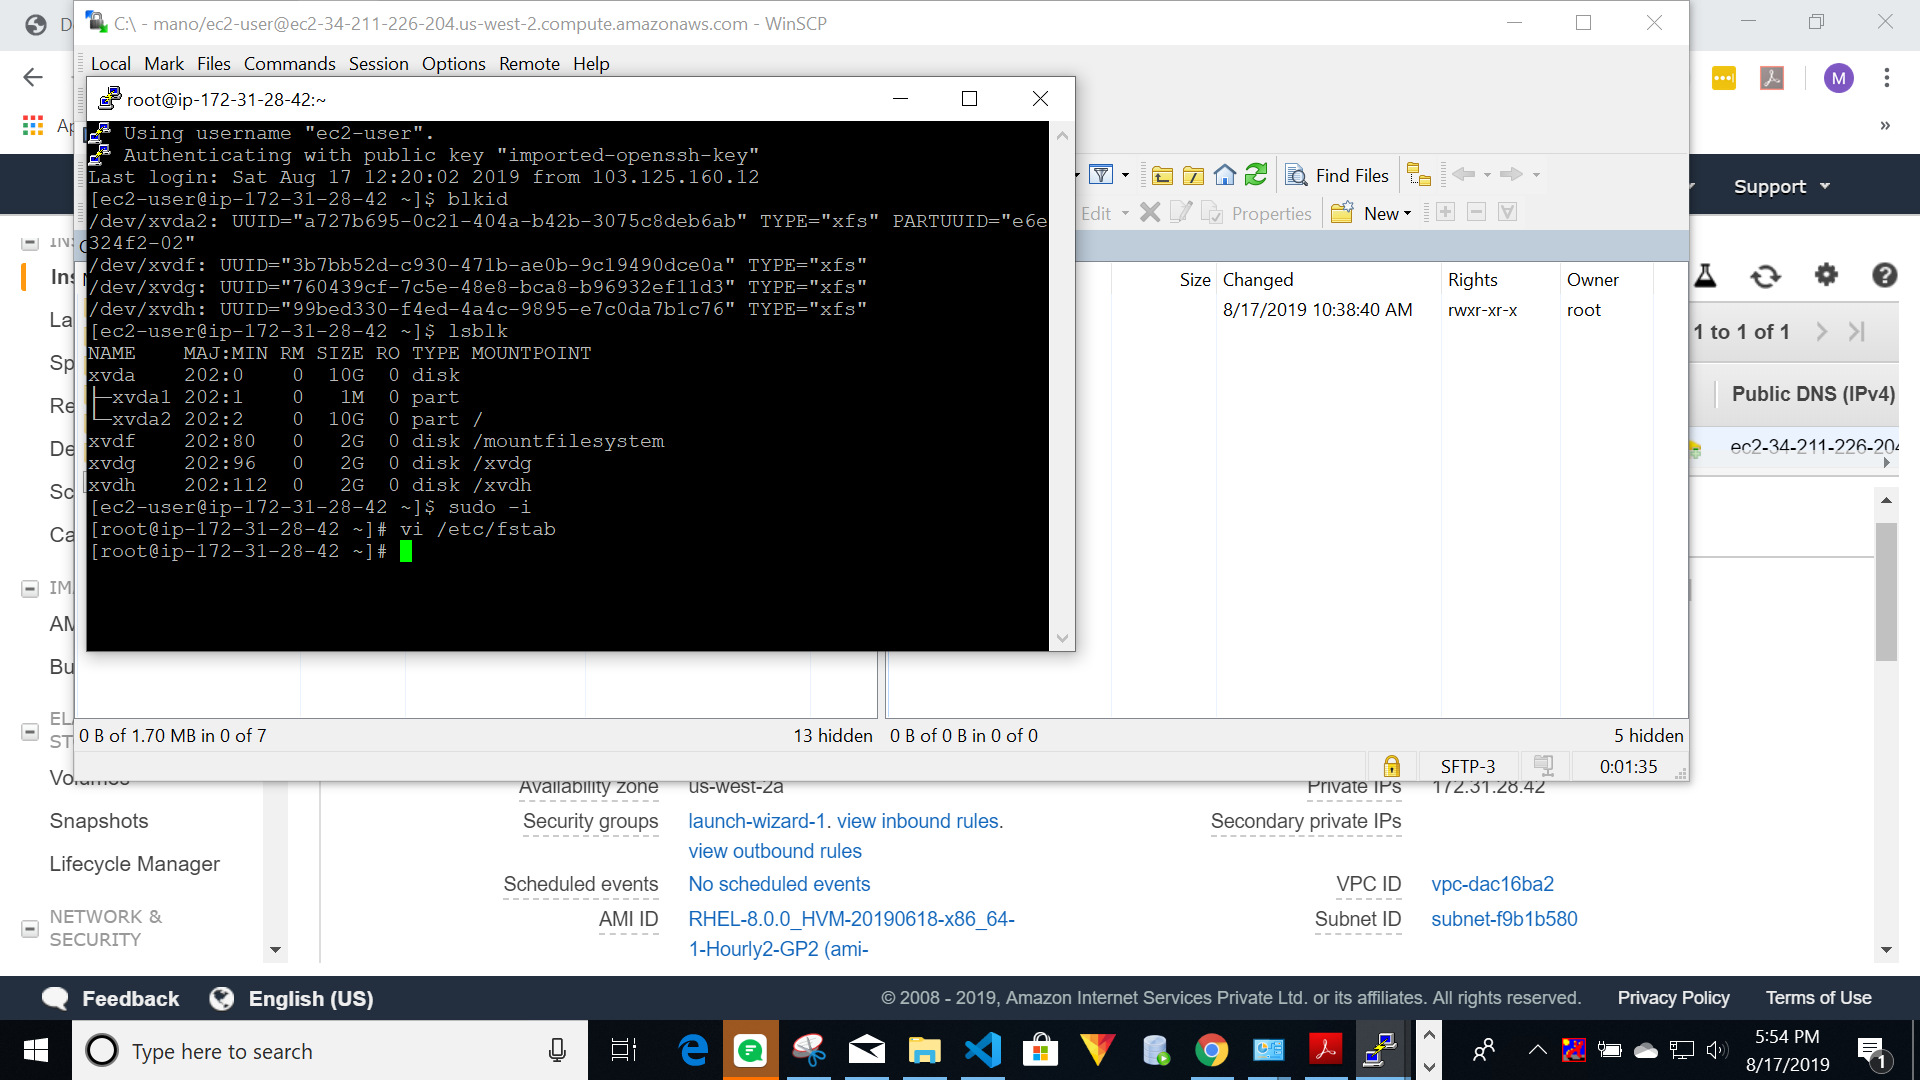 C:\ - mano/ec2-user@ec2-34-211-226-204.us-west-2.compute.amazonaws.com - WinSCP
Local Mark Files Commands Session Options Remote Help
root@ip-172-31-28-42:~
Using username "ec2-user".
Authenticating with public key "imported-openssh-key"
Last login: Sat Aug 17 12:20:02 2019 from 103.125.160.12
[ec2-user@ip-172-31-28-42 ~]$ blkid
/dev/xvda2: UUID="a727b695-0c21-404a-b42b-3075c8deb6ab" TYPE="xfs" PARTUUID="e6e
324f2-02"
/dev/xvdf: UUID="3b7bb52d-c930-471b-ae0b-9c19490dce0a" TYPE="xfs"
/dev/xvdg: UUID="760439cf-7c5e-48e8-bca8-b96932ef11d3" TYPE="xfs"
/dev/xvdh: UUID="99bed330-f4ed-4a4c-9895-e7c0da7b1c76" TYPE="xfs"
[ec2-user@ip-172-31-28-42 ~]$ lsblk
NAME MAJ:MIN RM SIZE RO TYPE MOUNTPOINT
xvda 202:0 0 10G 0 disk
├─xvda1 202:1 0 1M 0 part
└─xvda2 202:2 0 10G 0 part /
xvdf 202:80 0 2G 0 disk /mountfilesystem
xvdg 202:96 0 2G 0 disk /xvdg
xvdh 202:112 0 2G 0 disk /xvdh
[ec2-user@ip-172-31-28-42 ~]$ sudo -i
[root@ip-172-31-28-42 ~]# vi /etc/fstab
[root@ip-172-31-28-42 ~]#
Find Files
Edit Properties New
Size Changed Rights Owner
8/17/2019 10:38:40 AM rwxr-xr-x root
0 B of 1.70 MB in 0 of 7 13 hidden
0 B of 0 B in 0 of 0 5 hidden
SFTP-3 0:01:35
M
Support
1 to 1 of 1
Public DNS (IPv4)
ec2-34-211-226-204
Volumes
Snapshots
Lifecycle Manager
NETWORK &
SECURITY
Availability zone us-west-2a
Security groups launch-wizard-1. view inbound rules.
view outbound rules
Scheduled events No scheduled events
AMI ID RHEL-8.0.0_HVM-20190618-x86_64-
1-Hourly2-GP2 (ami-
Private IPs 172.31.28.42
Secondary private IPs
VPC ID vpc-dac16ba2
Subnet ID subnet-f9b1b580
Feedback English (US)
© 2008 - 2019, Amazon Internet Services Private Ltd. or its affiliates. All rights reserved. Privacy Policy Terms of Use
Type here to search
5:54 PM
8/17/2019
1